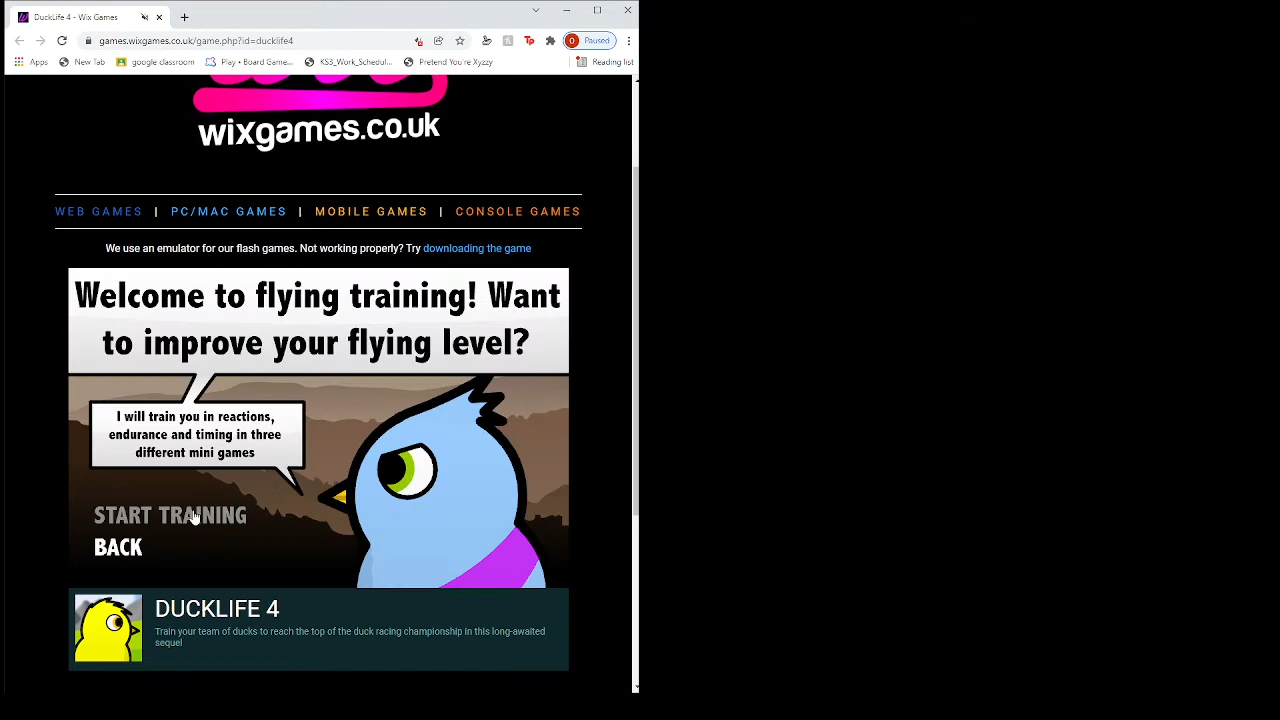 DuckLife 4 - Wix Games
games.wixgames.co.uk/game.php?id=ducklife4
TP
O Paused
Apps
New Tab
google classroom
Play • Board Game...
KS3_Work_Schedul...
Pretend You're Xyzzy
Reading list
wixgames.co.uk
WEB GAMES | PC/MAC GAMES | MOBILE GAMES | CONSOLE GAMES
We use an emulator for our flash games. Not working properly? Try downloading the game
Welcome to flying training! Want
to improve your flying level?
I will train you in reactions,
endurance and timing in three
different mini games
START TRAINING
BACK
DUCKLIFE 4
Train your team of ducks to reach the top of the duck racing championship in this long-awaited
sequel